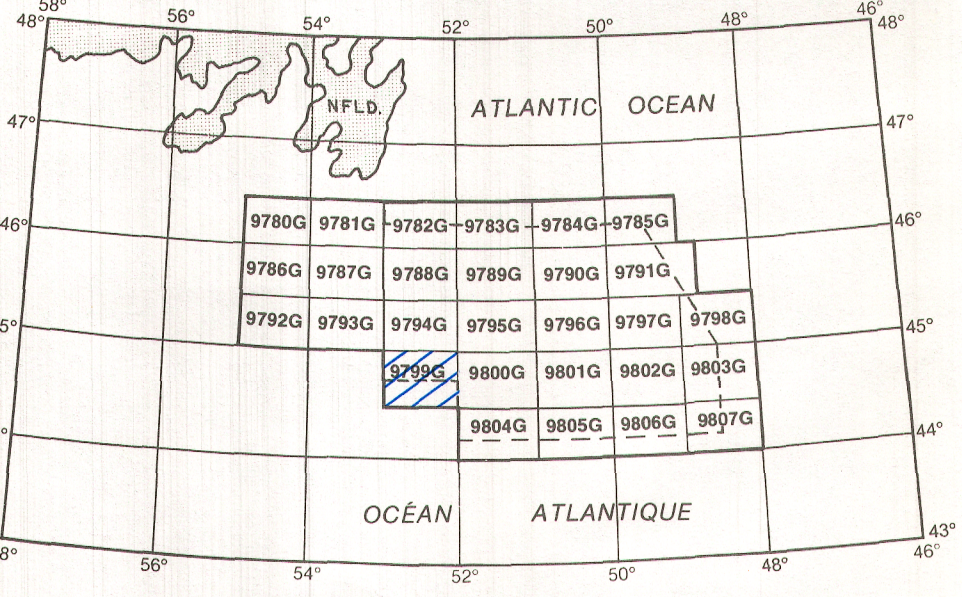 58° 56° 54° 52° 50° 48° 46°
48° 48°
NFLD. ATLANTIC OCEAN
47° 47°
9780G 9781G 9782G 9783G 9784G 9785G
46° 46°
9786G 9787G 9788G 9789G 9790G 9791G
9792G 9793G 9794G 9795G 9796G 9797G 9798G
5° 45°
9799G 9800G 9801G 9802G 9803G
9804G 9805G 9806G 9807G
° 44°
OCÉAN ATLANTIQUE
43°
8° 56° 54° 52° 50° 48° 46°